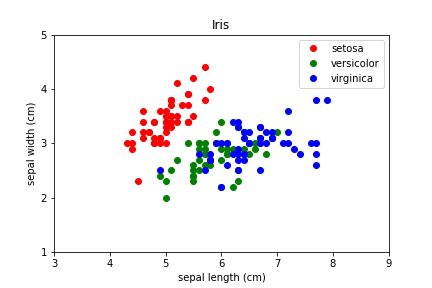 Iris
setosa
versicolor
virginica
5
4
3
2
1
sepal width (cm)
3
4
5
6
7
8
9
sepal length (cm)